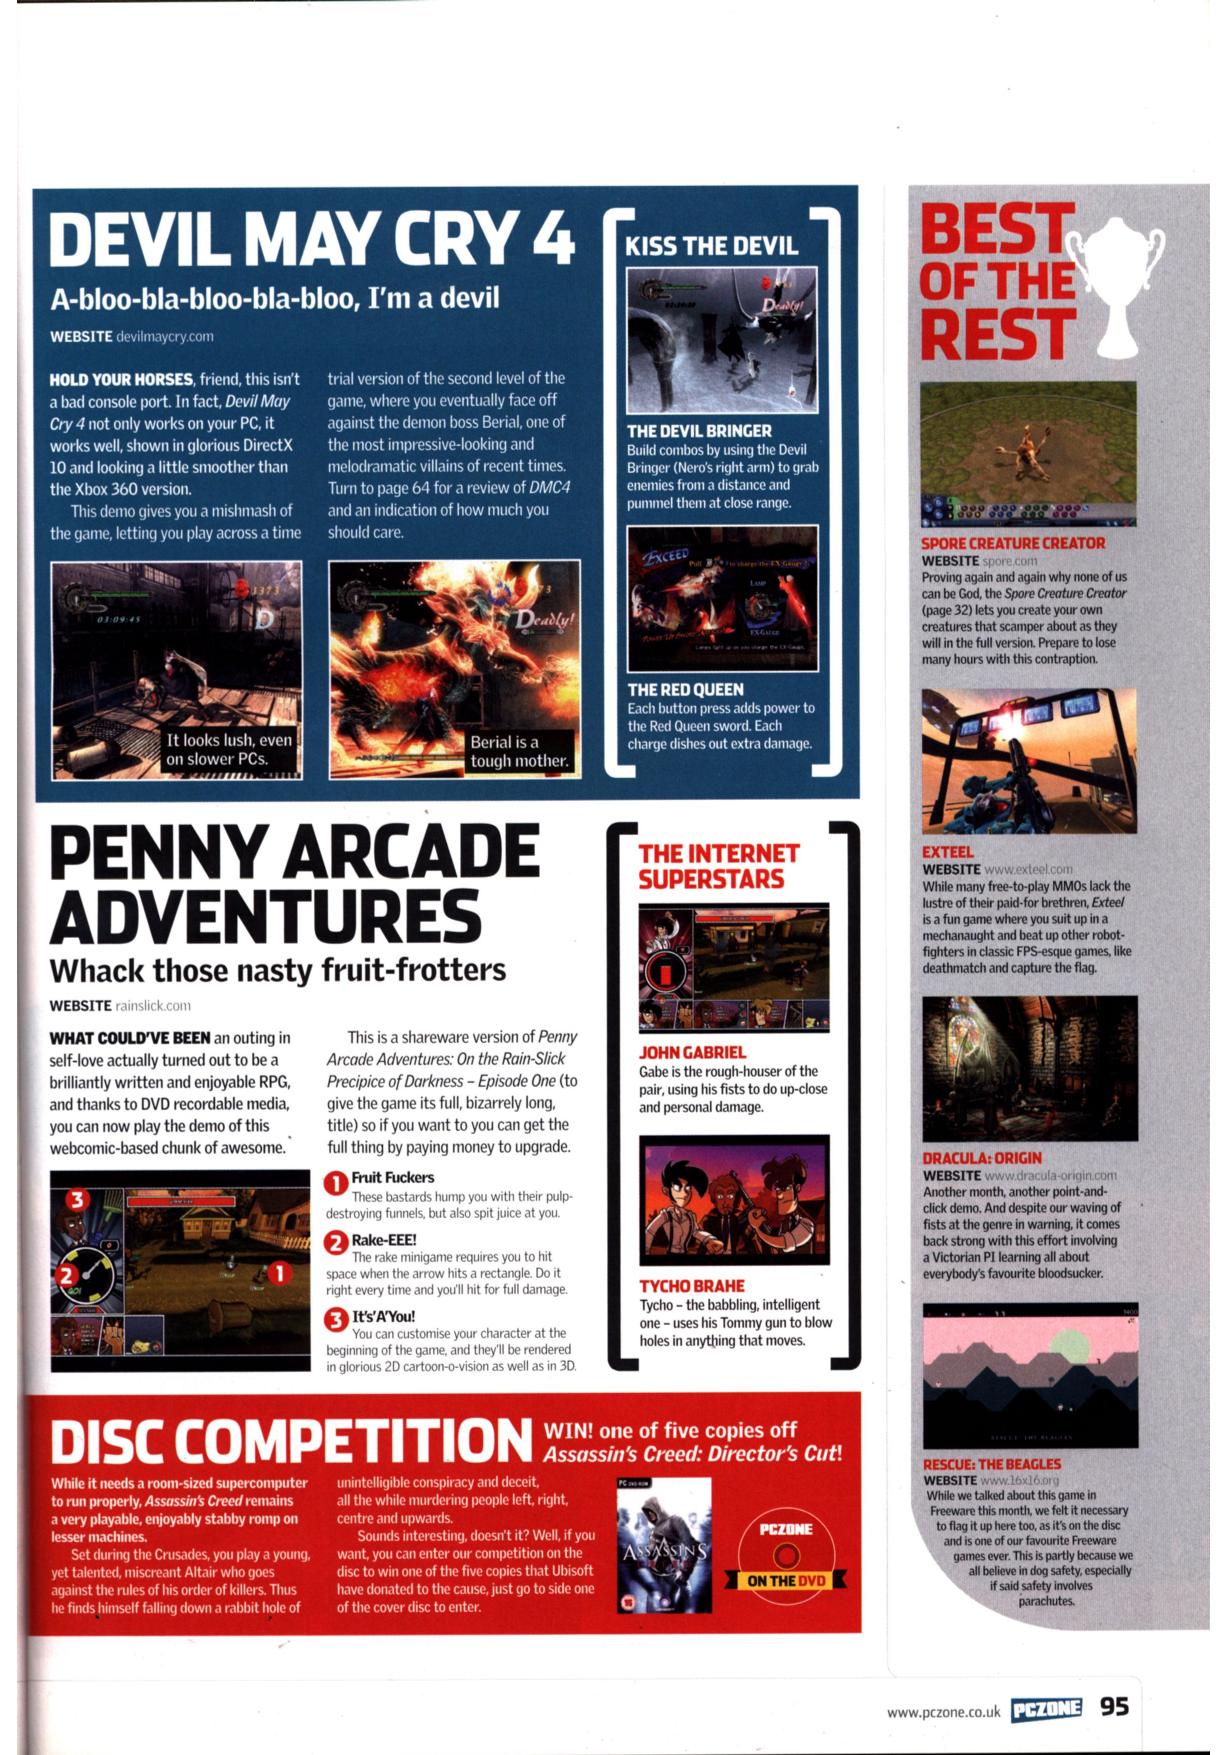 DEVIL MAY CRY 4
A-bloo-bla-bloo-bla-bloo, I'm a devil
WEBSITE devilmaycry.com
HOLD YOUR HORSES, friend, this isn't
a bad console port. In fact, Devil May
Cry 4 not only works on your PC, it
works well, shown in glorious DirectX
10 and looking a little smoother than
the Xbox 360 version.
This demo gives you a mishmash of
the game, letting you play across a time
trial version of the second level of the
game, where you eventually face off
against the demon boss Berial, one of
the most impressive-looking and
melodramatic villains of recent times.
Turn to page 64 for a review of DMC4
and an indication of how much you
should care.
1373
D
03:09:45
It looks lush, even
on slower PCs.
Deadly!
Berial is a
tough mother.
KISS THE DEVIL
Deadly!
THE DEVIL BRINGER
Build combos by using the Devil
Bringer (Nero's right arm) to grab
enemies from a distance and
pummel them at close range.
EXCEED
LAMP
EX-GAUGE
THE RED QUEEN
Each button press adds power to
the Red Queen sword. Each
charge dishes out extra damage.
PENNY ARCADE
ADVENTURES
Whack those nasty fruit-frotters
WEBSITE rainslick.com
WHAT COULD'VE BEEN an outing in
self-love actually turned out to be a
brilliantly written and enjoyable RPG,
and thanks to DVD recordable media,
you can now play the demo of this
webcomic-based chunk of awesome.
This is a shareware version of Penny
Arcade Adventures: On the Rain-Slick
Precipice of Darkness – Episode One (to
give the game its full, bizarrely long,
title) so if you want to you can get the
full thing by paying money to upgrade.
3
2
1
GO!
1 Fruit Fuckers
These bastards hump you with their pulp-
destroying funnels, but also spit juice at you.
2 Rake-EEE!
The rake minigame requires you to hit
space when the arrow hits a rectangle. Do it
right every time and you'll hit for full damage.
3 It's'A'You!
You can customise your character at the
beginning of the game, and they'll be rendered
in glorious 2D cartoon-o-vision as well as in 3D.
THE INTERNET
SUPERSTARS
JOHN GABRIEL
Gabe is the rough-houser of the
pair, using his fists to do up-close
and personal damage.
TYCHO BRAHE
Tycho – the babbling, intelligent
one – uses his Tommy gun to blow
holes in anything that moves.
DISC COMPETITION
WIN! one of five copies off
Assassin's Creed: Director's Cut!
While it needs a room-sized supercomputer
to run properly, Assassin's Creed remains
a very playable, enjoyably stabby romp on
lesser machines.
Set during the Crusades, you play a young,
yet talented, miscreant Altair who goes
against the rules of his order of killers. Thus
he finds himself falling down a rabbit hole of
unintelligible conspiracy and deceit,
all the while murdering people left, right,
centre and upwards.
Sounds interesting, doesn't it? Well, if you
want, you can enter our competition on the
disc to win one of the five copies that Ubisoft
have donated to the cause, just go to side one
of the cover disc to enter.
PC DVD-ROM
ASSASSIN'S
PCZONE
ON THE DVD
BEST
OF THE
REST
SPORE CREATURE CREATOR
WEBSITE spore.com
Proving again and again why none of us
can be God, the Spore Creature Creator
(page 32) lets you create your own
creatures that scamper about as they
will in the full version. Prepare to lose
many hours with this contraption.
EXTEEL
WEBSITE www.exteel.com
While many free-to-play MMOs lack the
lustre of their paid-for brethren, Exteel
is a fun game where you suit up in a
mechanaught and beat up other robot-
fighters in classic FPS-esque games, like
deathmatch and capture the flag.
DRACULA: ORIGIN
WEBSITE www.dracula-origin.com
Another month, another point-and-
click demo. And despite our waving of
fists at the genre in warning, it comes
back strong with this effort involving
a Victorian PI learning all about
everybody's favourite bloodsucker.
RESCUE: THE BEAGLES
RESCUE: THE BEAGLES
WEBSITE www.16x16.org
While we talked about this game in
Freeware this month, we felt it necessary
to flag it up here too, as it's on the disc
and is one of our favourite Freeware
games ever. This is partly because we
all believe in dog safety, especially
if said safety involves
parachutes.
www.pczone.co.uk PCZONE 95